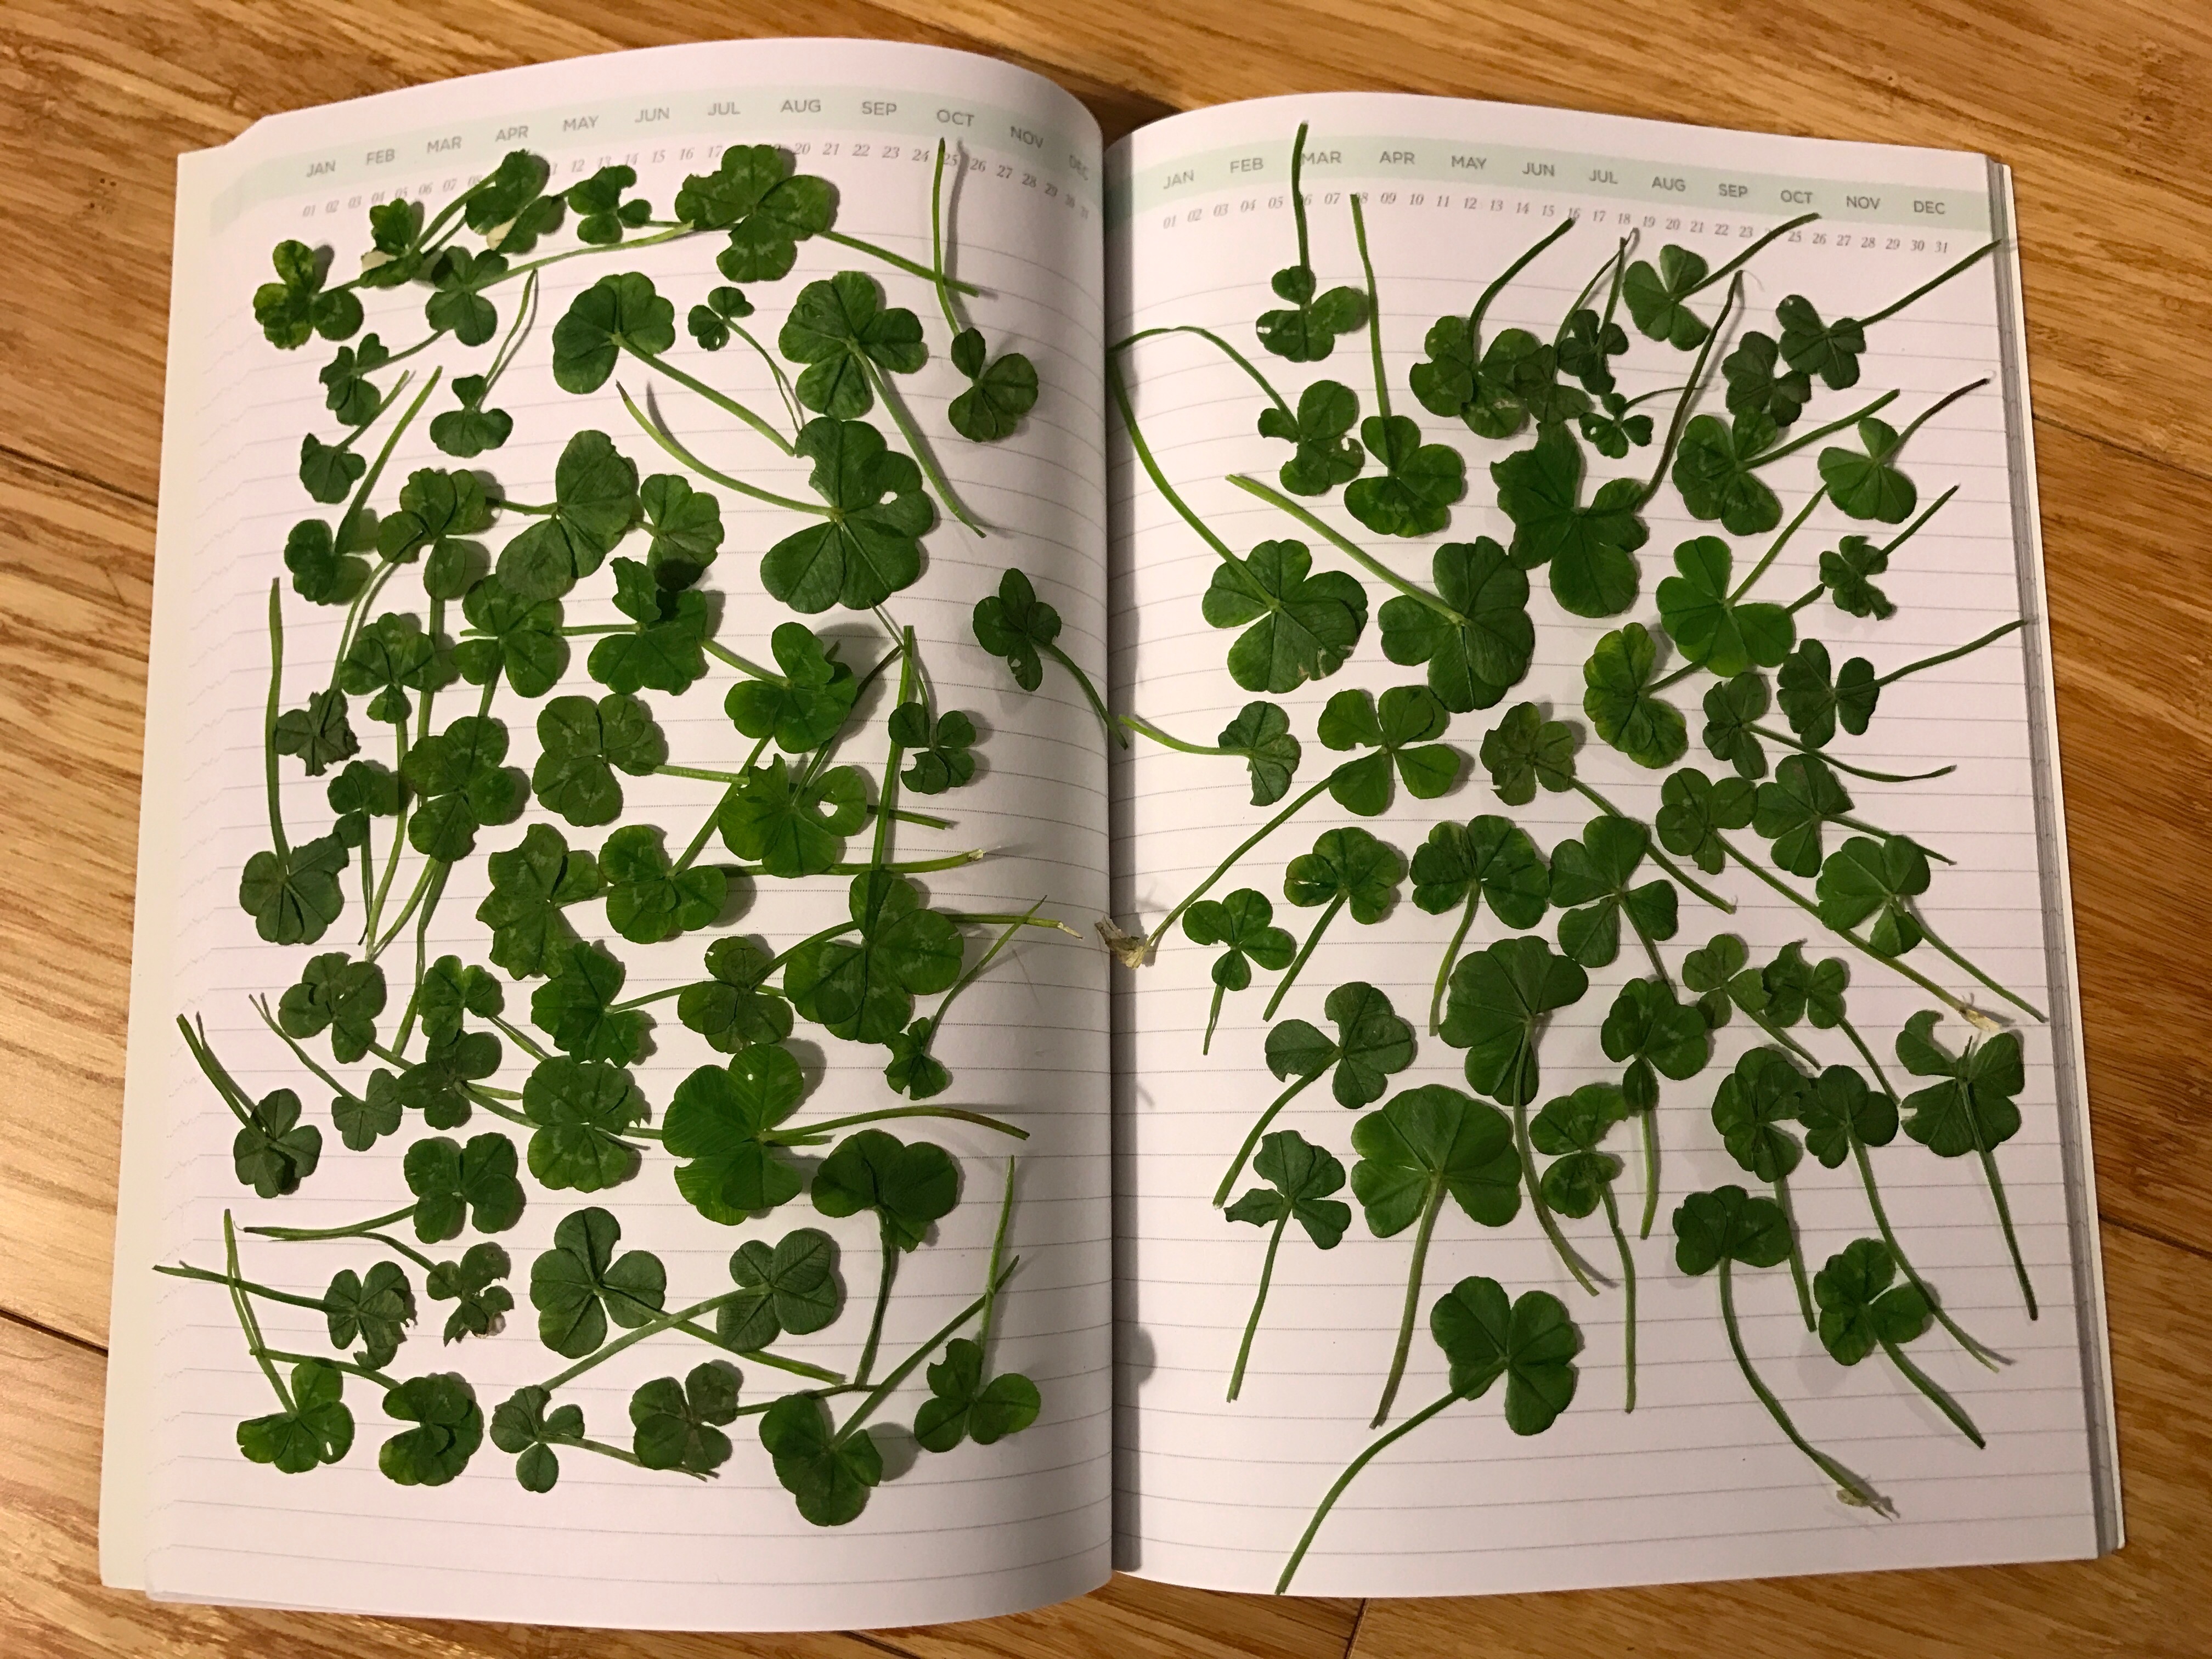 JAN FEB MAR APR MAY JUN JUL AUG SEP OCT NOV DEC
01 02 03 04 05 06 07 08 12 13 14 15 16 17 20 21 22 23 24 25 26 27 28 29 30 31
JAN FEB MAR APR MAY JUN JUL AUG SEP OCT NOV DEC
01 02 03 04 05 06 07 08 09 10 11 12 13 14 15 16 17 18 19 20 21 22 23 25 26 27 28 29 30 31